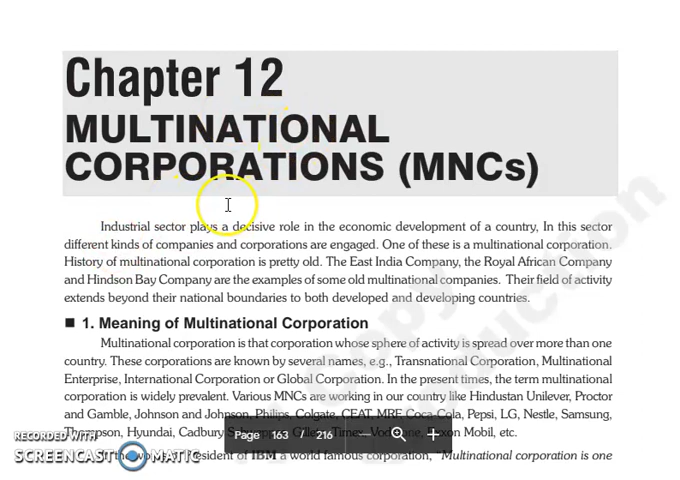 Chapter 12
MULTINATIONAL
CORPORATIONS (MNCs)
Industrial sector plays a decisive role in the economic development of a country, In this sector
different kinds of companies and corporations are engaged. One of these is a multinational corporation.
History of multinational corporation is pretty old. The East India Company, the Royal African Company
and Hindson Bay Company are the examples of some old multinational companies. Their field of activity
extends beyond their national boundaries to both developed and developing countries.
1. Meaning of Multinational Corporation
Multinational corporation is that corporation whose sphere of activity is spread over more than one
country. These corporations are known by several names, e.g., Transnational Corporation, Multinational
Enterprise, International Corporation or Global Corporation. In the present times, the term multinational
corporation is widely prevalent. Various MNCs are working in our country like Hindustan Unilever, Proctor
and Gamble, Johnson and Johnson, Philips, Colgate, CEAT, MRF, Coca-Cola, Pepsi, LG, Nestle, Samsung,
Thompson, Hyundai, Cadbury Exxon Mobil, etc.
Page 163 / 216
RECORDED WITH
SCREENCAST MATIC
President of IBM a world famous corporation, "Multinational corporation is one